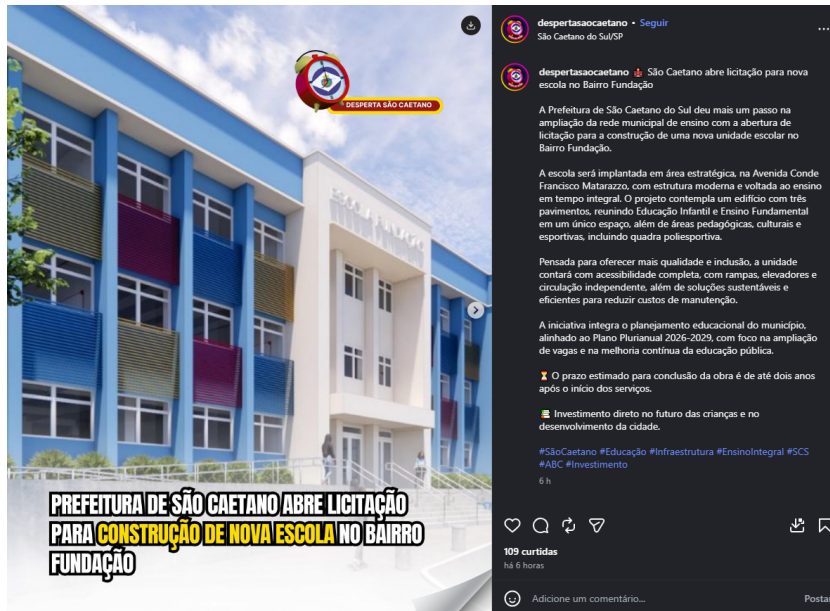 DESPERTA SÃO CAETANO
ESCOLA FUNDAÇÃO
PREFEITURA DE SÃO CAETANO ABRE LICITAÇÃO
PARA CONSTRUÇÃO DE NOVA ESCOLA NO BAIRRO
FUNDAÇÃO
despertasaocaetano • Seguir
São Caetano do Sul/SP
despertasaocaetano São Caetano abre licitação para nova
escola no Bairro Fundação
A Prefeitura de São Caetano do Sul deu mais um passo na
ampliação da rede municipal de ensino com a abertura de
licitação para a construção de uma nova unidade escolar no
Bairro Fundação.
A escola será implantada em área estratégica, na Avenida Conde
Francisco Matarazzo, com estrutura moderna e voltada ao ensino
em tempo integral. O projeto contempla um edifício com três
pavimentos, reunindo Educação Infantil e Ensino Fundamental
em um único espaço, além de áreas pedagógicas, culturais e
esportivas, incluindo quadra poliesportiva.
Pensada para oferecer mais qualidade e inclusão, a unidade
contará com acessibilidade completa, com rampas, elevadores e
circulação independente, além de soluções sustentáveis e
eficientes para reduzir custos de manutenção.
A iniciativa integra o planejamento educacional do município,
alinhado ao Plano Plurianual 2026-2029, com foco na ampliação
de vagas e na melhoria contínua da educação pública.
⏳ O prazo estimado para conclusão da obra é de até dois anos
após o início dos serviços.
📚 Investimento direto no futuro das crianças e no
desenvolvimento da cidade.
#SãoCaetano #Educação #Infraestrutura #EnsinoIntegral #SCS
#ABC #Investimento
6 h
109 curtidas
há 6 horas
Adicione um comentário...
Postar